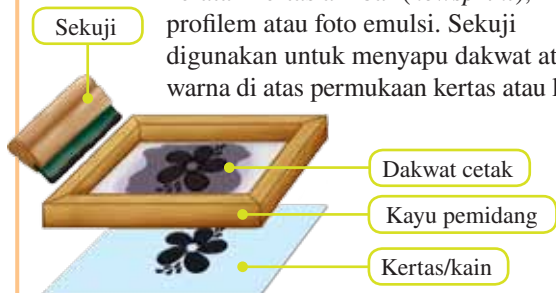 profilem atau foto emulsi. Sekuji
digunakan untuk menyapu dakwat
warna di atas permukaan kertas atau
Sekuji
Dakwat cetak
Kayu pemidang
Kertas/kain